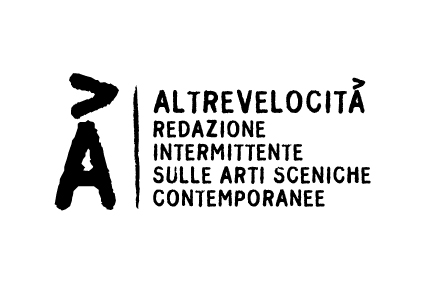 À
ALTREVELOCITÀ
REDAZIONE
INTERMITTENTE
SULLE ARTI SCENICHE
CONTEMPORANEE